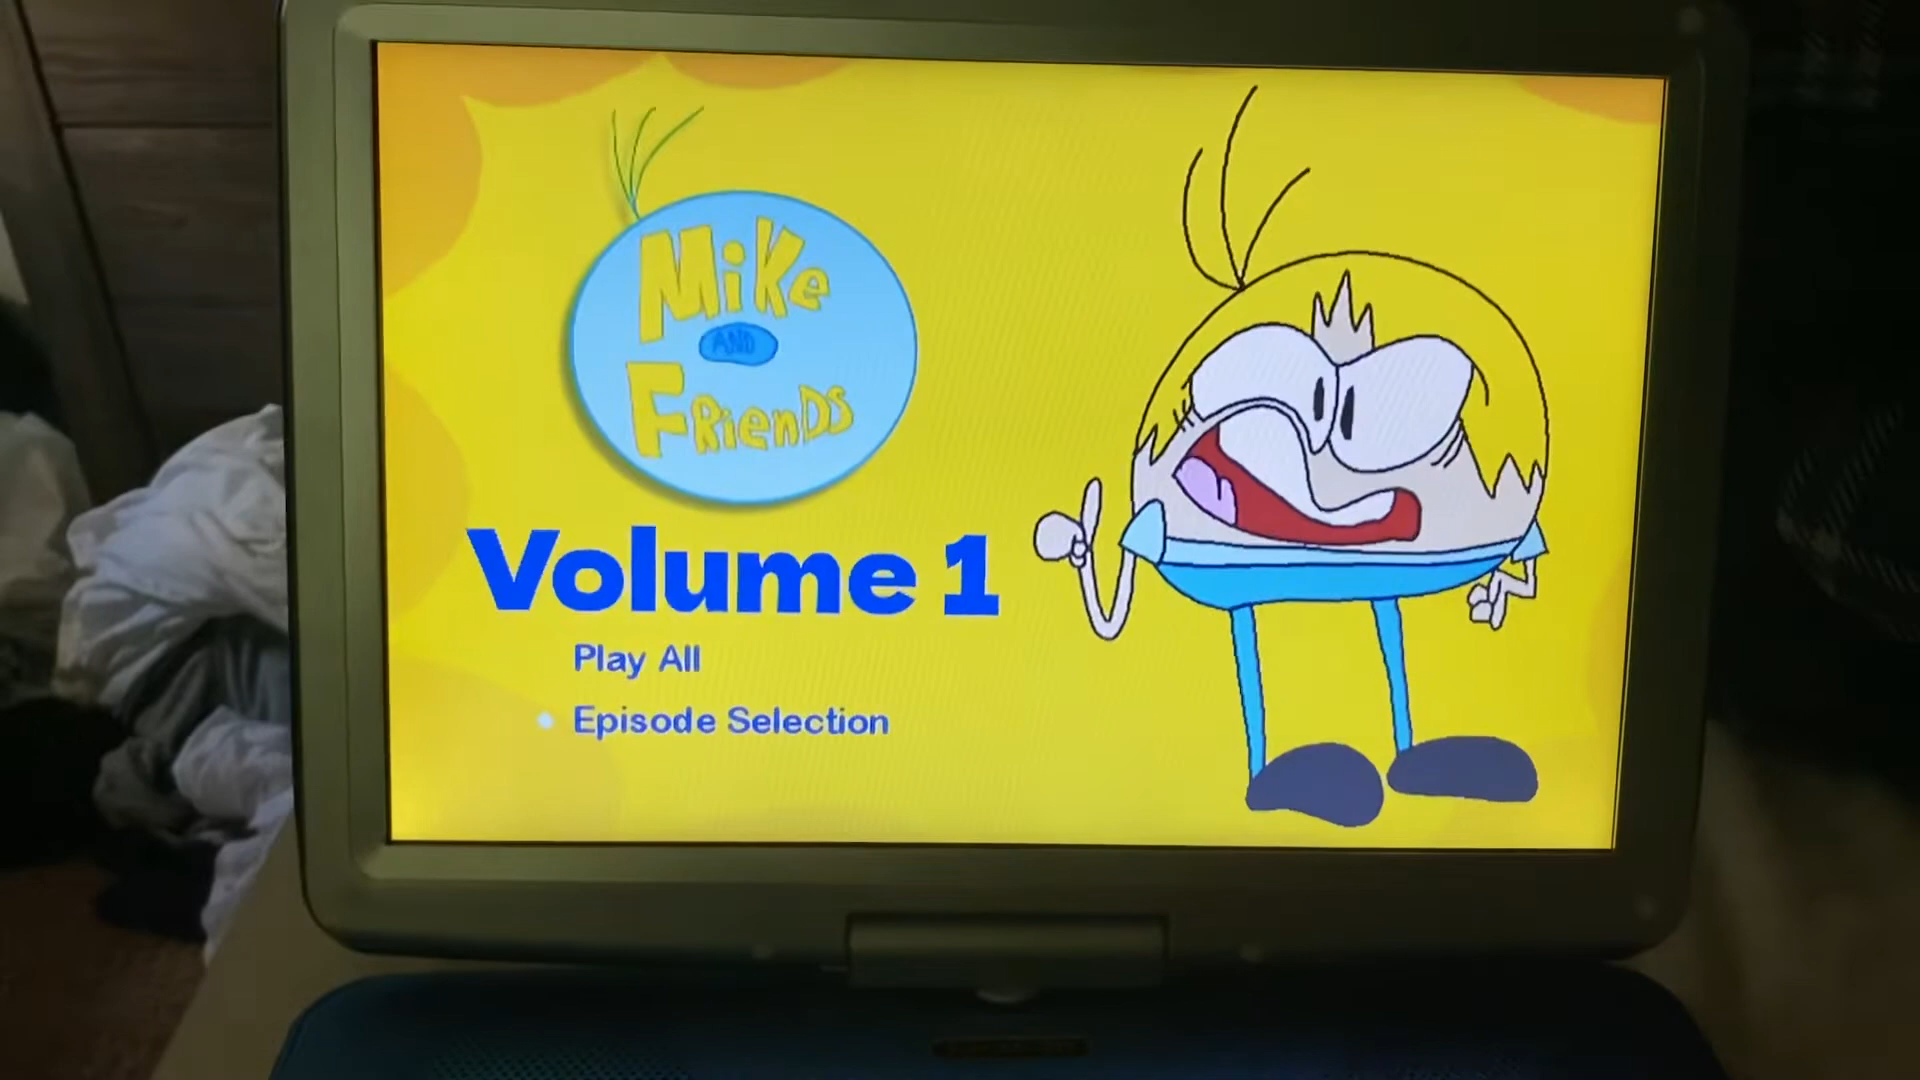 MiKe
AND
FRienDS
Volume 1
Play All
Episode Selection